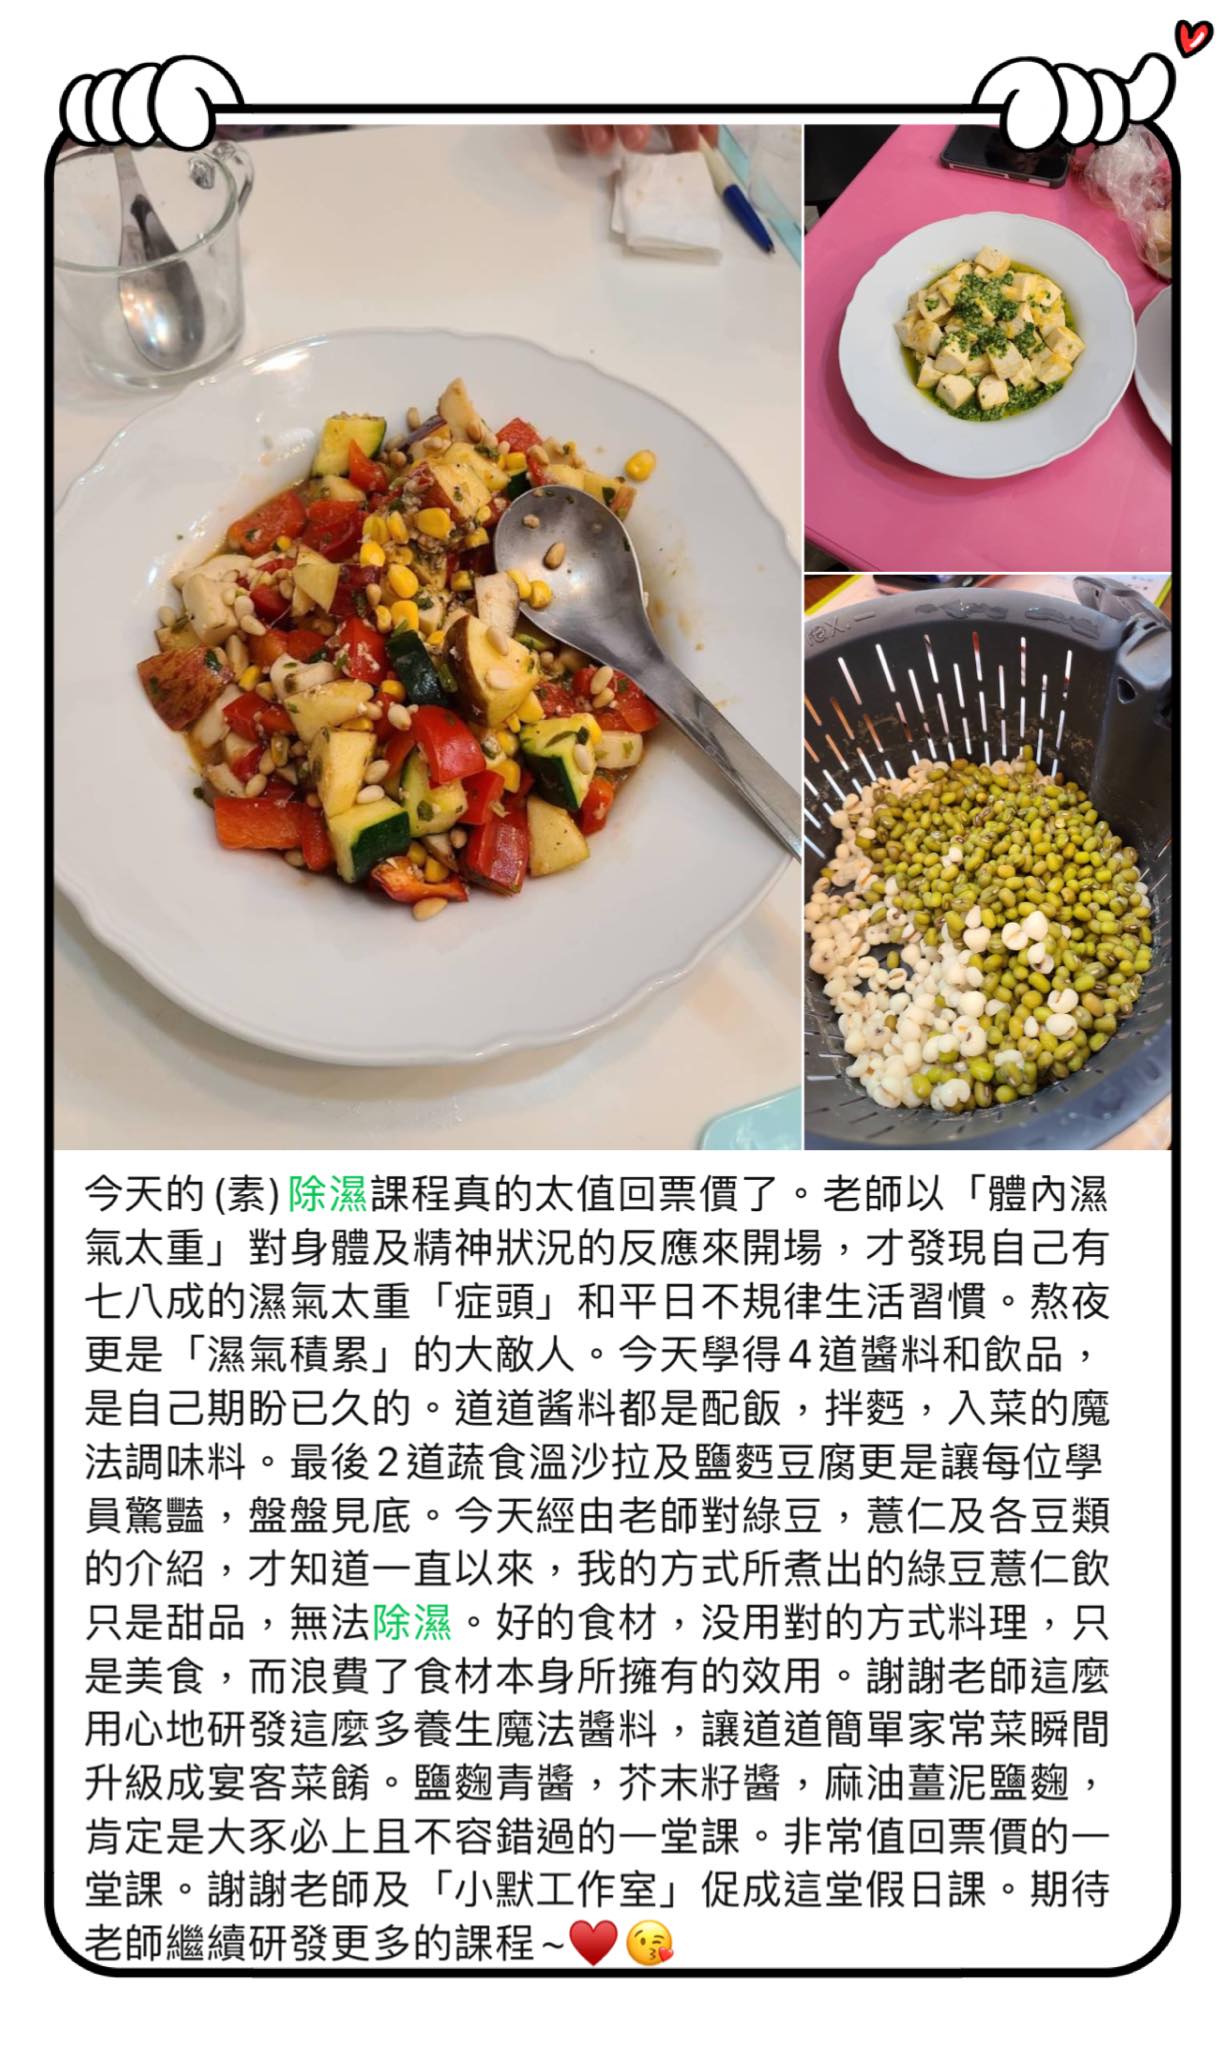 今天的(素)除濕課程真的太值回票價了。老師以「體內濕
氣太重」對身體及精神狀況的反應來開場，才發現自己有
七八成的濕氣太重「症頭」和平日不規律生活習慣。熬夜
更是「濕氣積累」的大敵人。今天學得4道醬料和飲品，
是自己期盼已久的。道道酱料都是配飯，拌麪，入菜的魔
法調味料。最後2道蔬食溫沙拉及鹽麪豆腐更是讓每位學
員驚豔，盤盤見底。今天經由老師對綠豆，薏仁及各豆類
的介紹，才知道一直以來，我的方式所煮出的綠豆薏仁飲
只是甜品，無法除濕。好的食材，没用對的方式料理，只
是美食，而浪費了食材本身所擁有的效用。謝謝老師這麼
用心地研發這麼多養生魔法醬料，讓道道簡單家常菜瞬間
升級成宴客菜餚。鹽麴青醬，芥末籽醬，麻油薑泥鹽麴，
肯定是大豕必上且不容錯過的一堂課。非常值回票價的一
堂課。謝謝老師及「小默工作室」促成這堂假日課。期待
老師繼續研發更多的課程~♥️😘